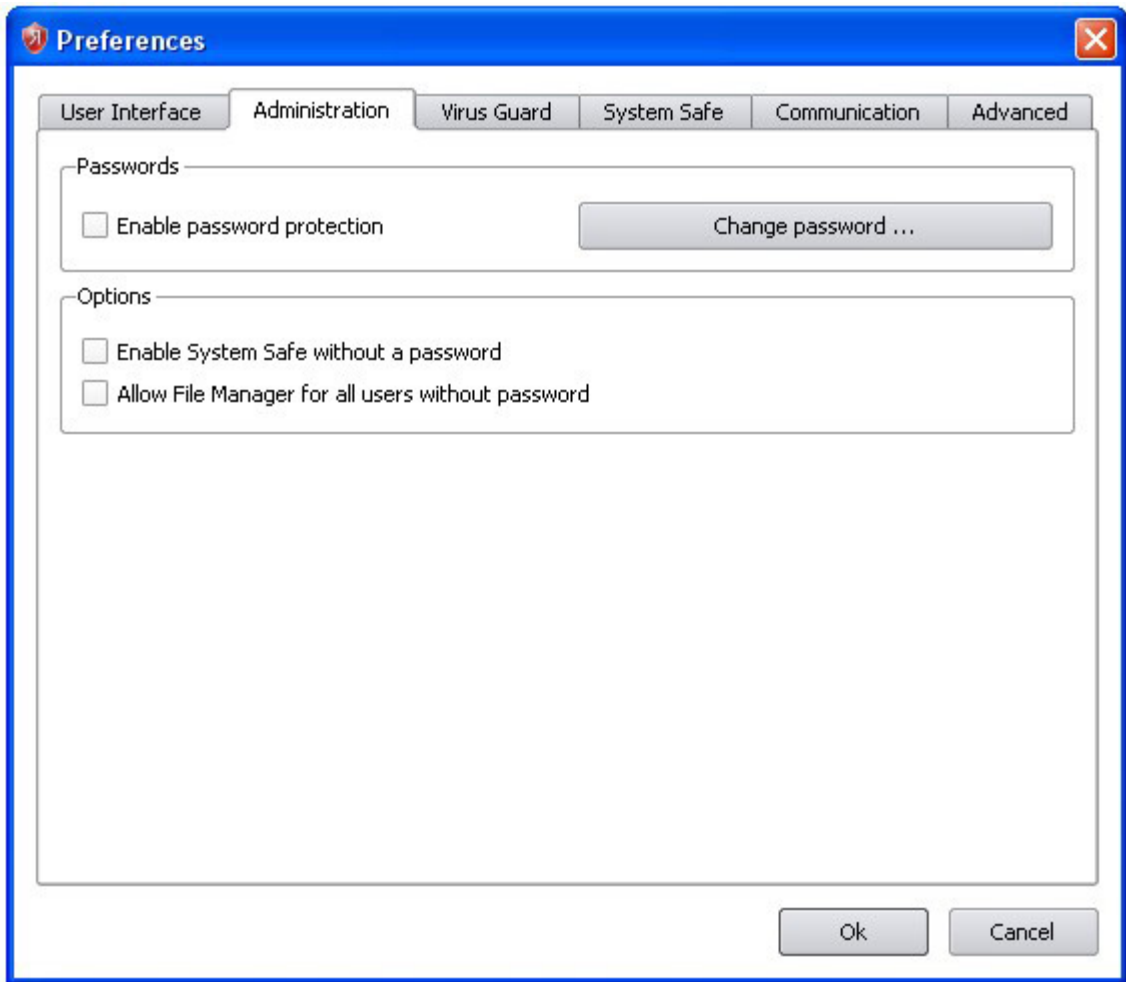 Preferences
User Interface
Administration
Virus Guard
System Safe
Communication
Advanced
Passwords
Enable password protection
Change password ...
Options
Enable System Safe without a password
Allow File Manager for all users without password
Ok
Cancel